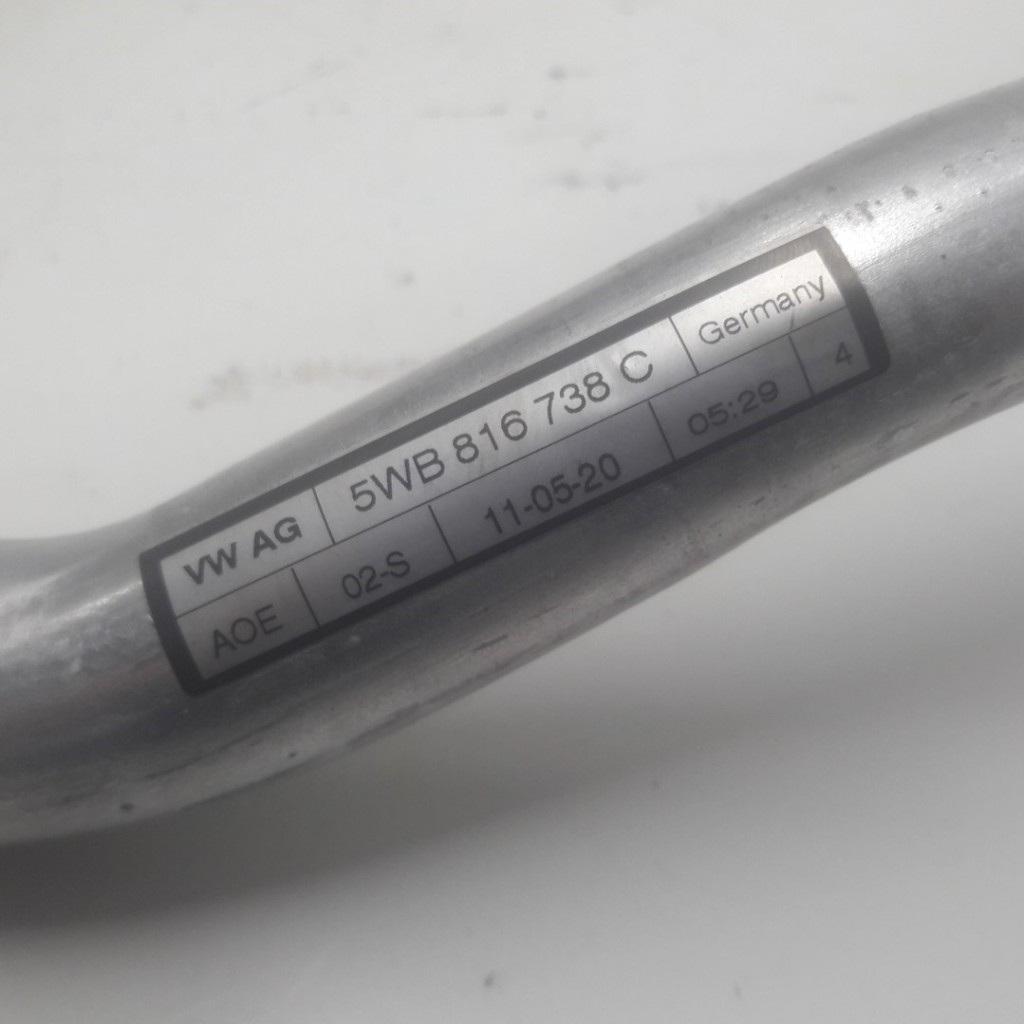 VW AG 5WB 816 738 C Germany
AOE 02-S 11-05-20 05:29 4